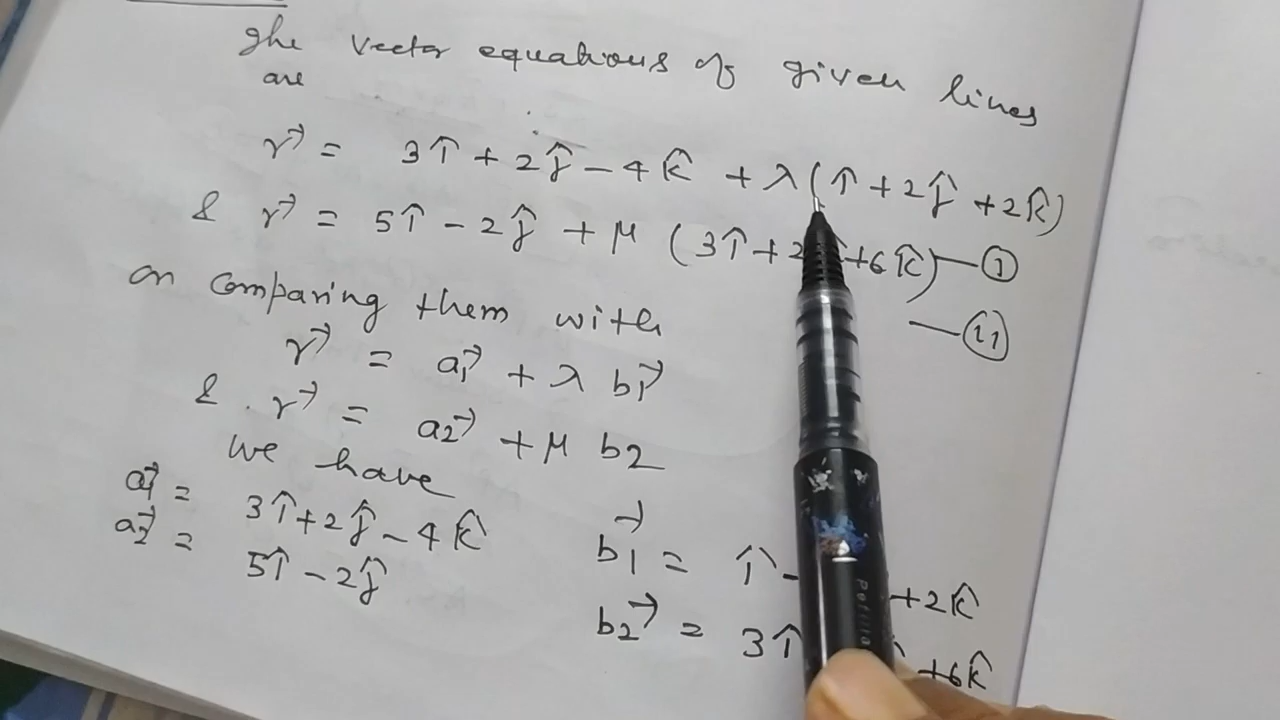 The vector equations of given lines
are
r⃗ = 3î + 2ĵ - 4k̂ + λ(î + 2ĵ + 2k̂)
& r⃗ = 5î - 2ĵ + μ (3î + 2 +6k̂) — ①
on comparing them with — (ii)
r⃗ = a₁⃗ + λ b₁⃗
& r⃗ = a₂⃗ + μ b2
we have
a₁⃗ = 3î+2ĵ-4k̂
a₂⃗ = 5î - 2ĵ
b₁⃗ = î +2k̂
b₂⃗ = 3î +6k̂